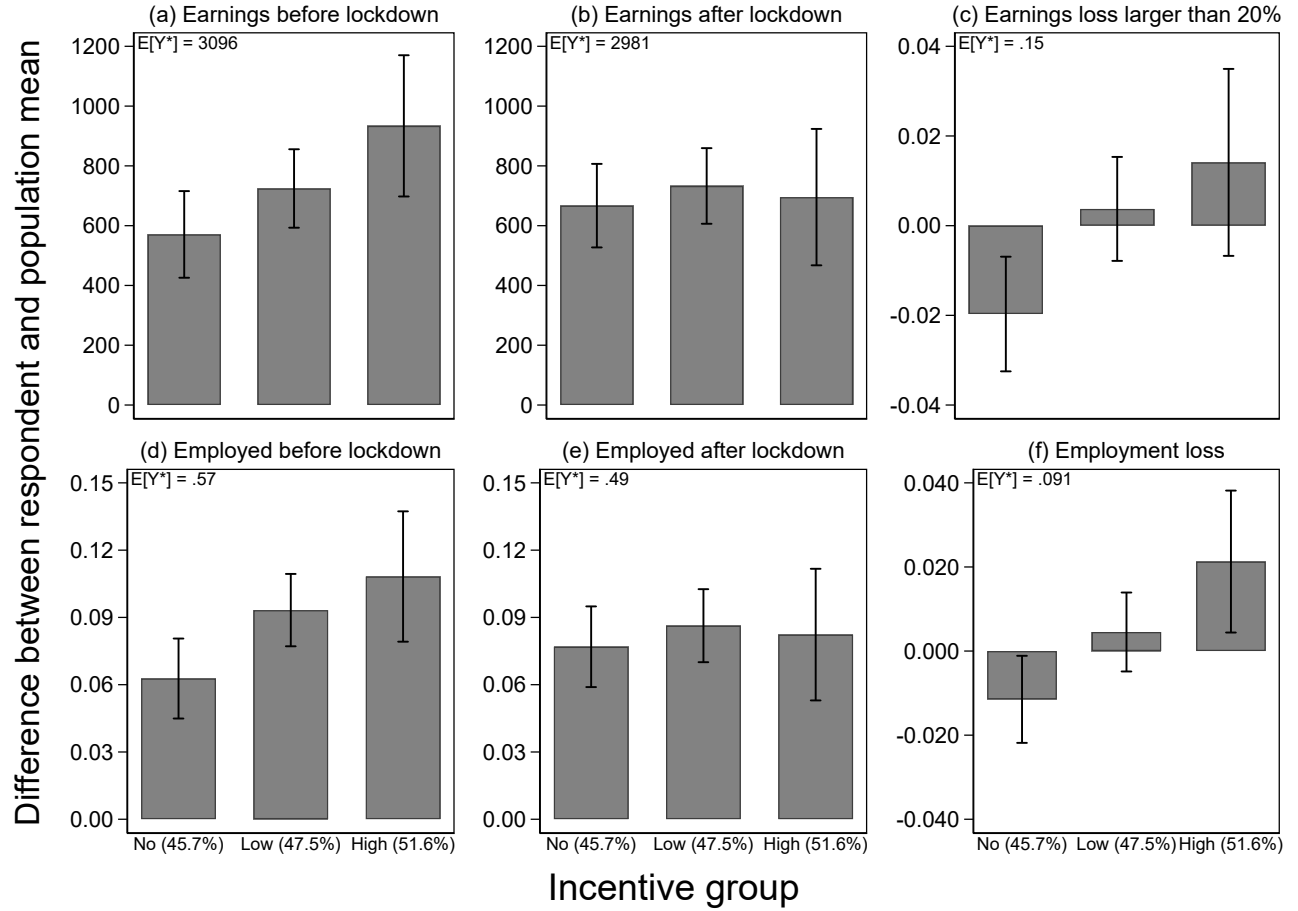 Difference between respondent and population mean
(a) Earnings before lockdown
E[Y*] = 3096
1200
1000
800
600
400
200
0
(b) Earnings after lockdown
E[Y*] = 2981
1200
1000
800
600
400
200
0
(c) Earnings loss larger than 20%
E[Y*] = .15
0.04
0.02
0.00
-0.02
-0.04
(d) Employed before lockdown
E[Y*] = .57
0.15
0.12
0.09
0.06
0.03
0.00
No (45.7%) Low (47.5%) High (51.6%)
(e) Employed after lockdown
E[Y*] = .49
0.15
0.12
0.09
0.06
0.03
0.00
No (45.7%) Low (47.5%) High (51.6%)
(f) Employment loss
E[Y*] = .091
0.040
0.020
0.000
-0.020
-0.040
No (45.7%) Low (47.5%) High (51.6%)
Incentive group